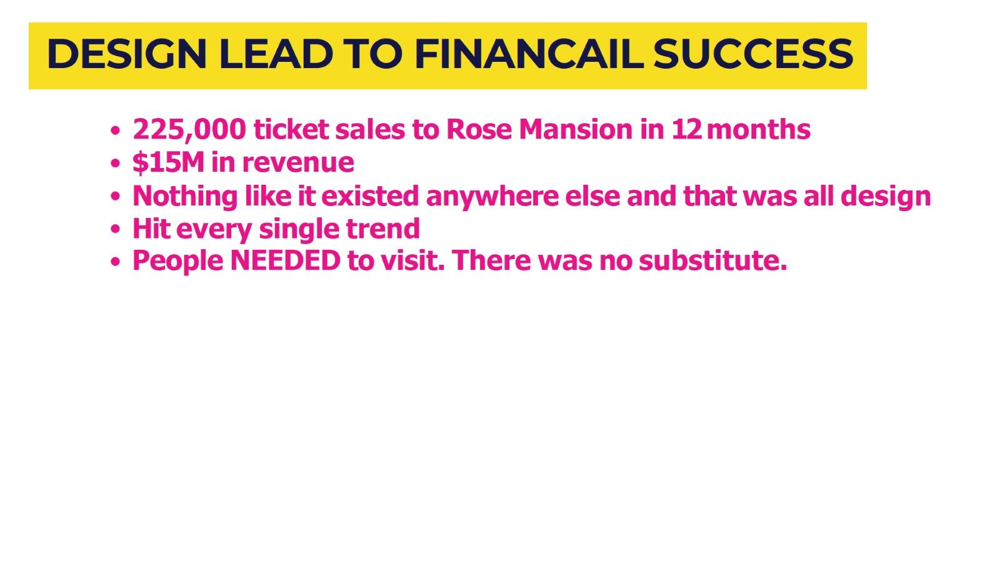 DESIGN LEAD TO FINANCAIL SUCCESS
• 225,000 ticket sales to Rose Mansion in 12 months
• $15M in revenue
• Nothing like it existed anywhere else and that was all design
• Hit every single trend
• People NEEDED to visit. There was no substitute.